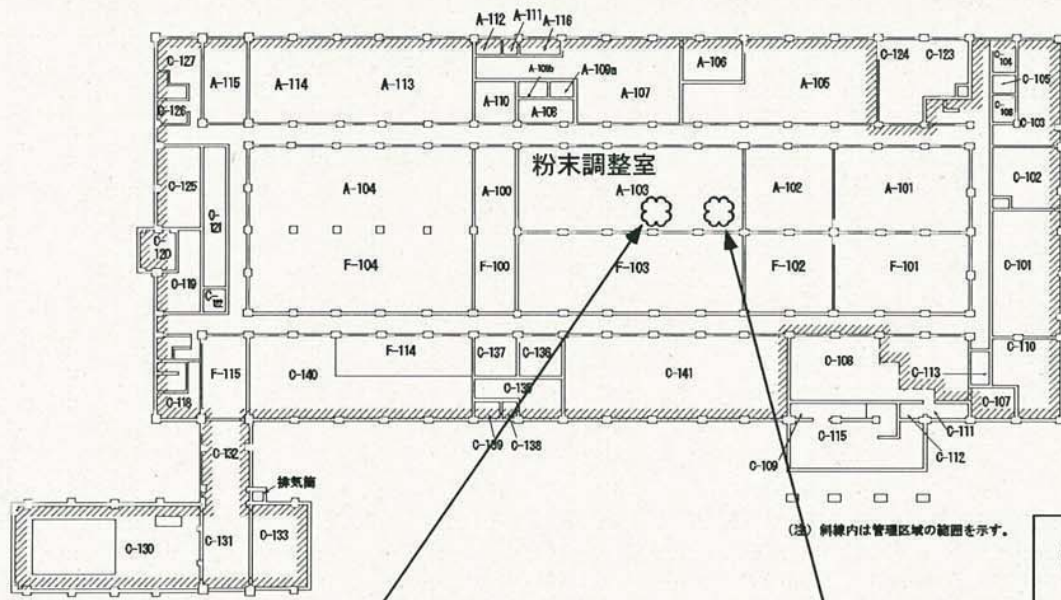 A-112 A-111 A-116
C-127 A-115 A-114 A-113 A-109b A-109a A-106 C-124 C-123
A-110 A-108 A-107 A-105 C-104 C-105
C-126 C-106 C-103
粉末調整室
C-125 A-104 A-100 A-103 A-102 A-101 C-102
C-121
C-120
C-119 F-104 F-100 F-103 F-102 F-101 C-101
C-122
F-114 C-137 C-136 C-108 C-110
F-115 C-140 C-135 C-141 C-113
C-118 C-107
C-139 C-138 C-115 C-111
C-132 C-109 C-112
排気筒
(注) 斜線内は管理区域の範囲を示す。
C-130 C-131 C-133